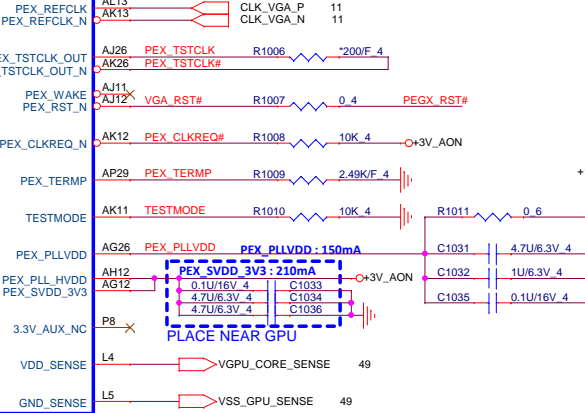 PEX_REFCLK AL13 CLK_VGA_P 11
PEX_REFCLK_N AK13 CLK_VGA_N 11
EX_TSTCLK_OUT AJ26 PEX_TSTCLK R1006 *200/F_4
_TSTCLK_OUT_N AK26 PEX_TSTCLK#
PEX_WAKE AJ11
PEX_RST_N AJ12 VGA_RST# R1007 0_4 PEGX_RST#
PEX_CLKREQ_N AK12 PEX_CLKREQ# R1008 10K_4 +3V_AON
+
PEX_TERMP AP29 PEX_TERMP R1009 2.49K/F_4
TESTMODE AK11 TESTMODE R1010 10K_4 R1011 0_6
PEX_PLLVDD AG26 PEX_PLLVDD PEX_PLLVDD : 150mA C1031 4.7U/6.3V_4
PEX_PLL_HVDD AH12 PEX_SVDD_3V3 : 210mA +3V_AON C1032 1U/6.3V_4
PEX_SVDD_3V3 AG12 0.1U/16V_4 C1033
4.7U/6.3V_4 C1034 C1035 0.1U/16V_4
4.7U/6.3V_4 C1036
3.3V_AUX_NC P8 PLACE NEAR GPU
VDD_SENSE L4 VGPU_CORE_SENSE 49
GND_SENSE L5 VSS_GPU_SENSE 49